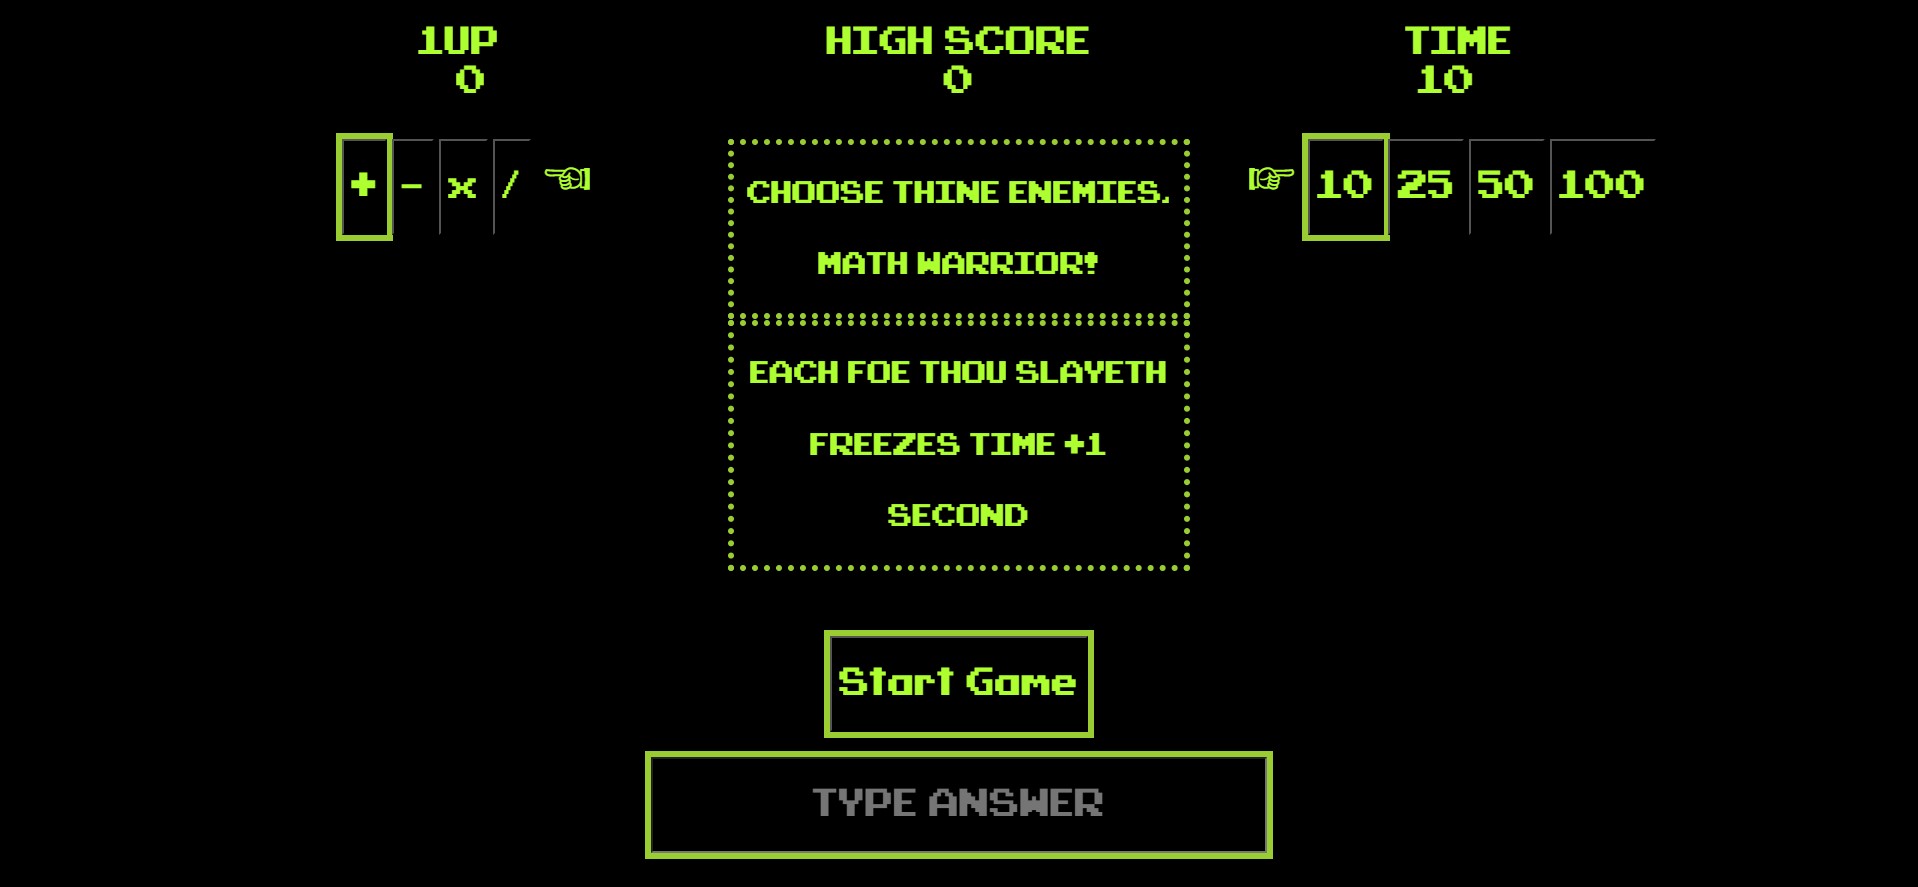 1UP HIGH SCORE TIME
0 0 10
+ - x / 10 25 50 100
CHOOSE THINE ENEMIES,
MATH WARRIOR!
EACH FOE THOU SLAYETH
FREEZES TIME +1
SECOND
Start Game
TYPE ANSWER